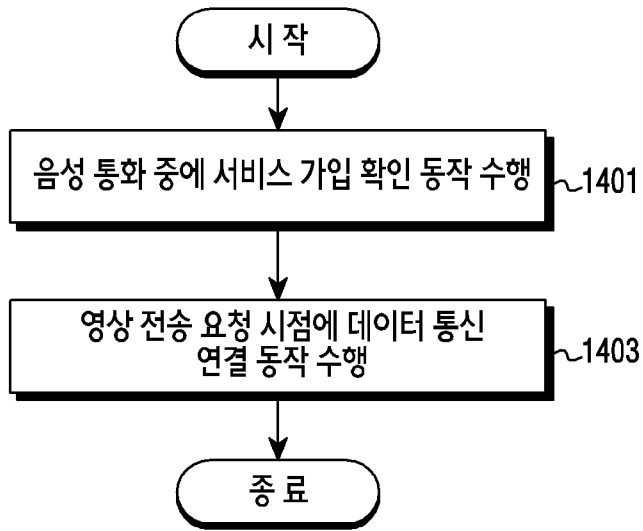 시 작
음성 통화 중에 서비스 가입 확인 동작 수행
1401
영상 전송 요청 시점에 데이터 통신
연결 동작 수행
1403
종 료